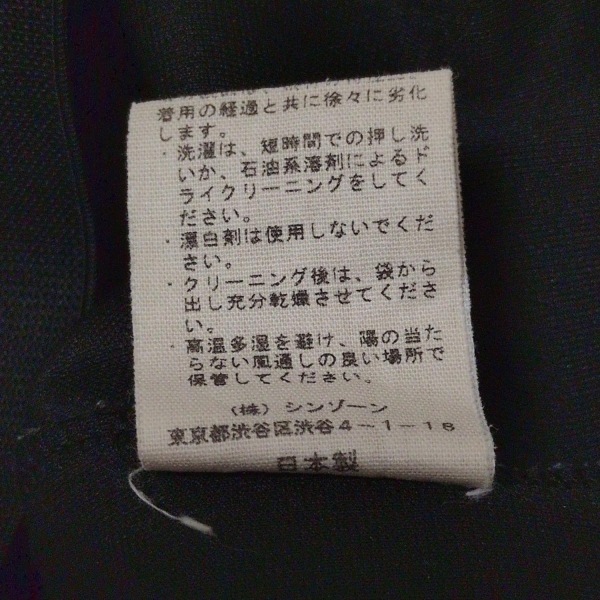 着用の経過と共に徐々に劣化
します。
・洗濯は、短時間での押し洗
いか、石油系溶剤によるド
ライクリーニングをしてく
ださい。
・漂白剤は使用しないでくだ
さい。
・クリーニング後は、袋から
出し充分乾燥させてくださ
い。
・高温多湿を避け、陽の当た
らない風通しの良い場所で
保管してください。
（株）シンゾーン
東京都渋谷区渋谷4-1-18
日本製